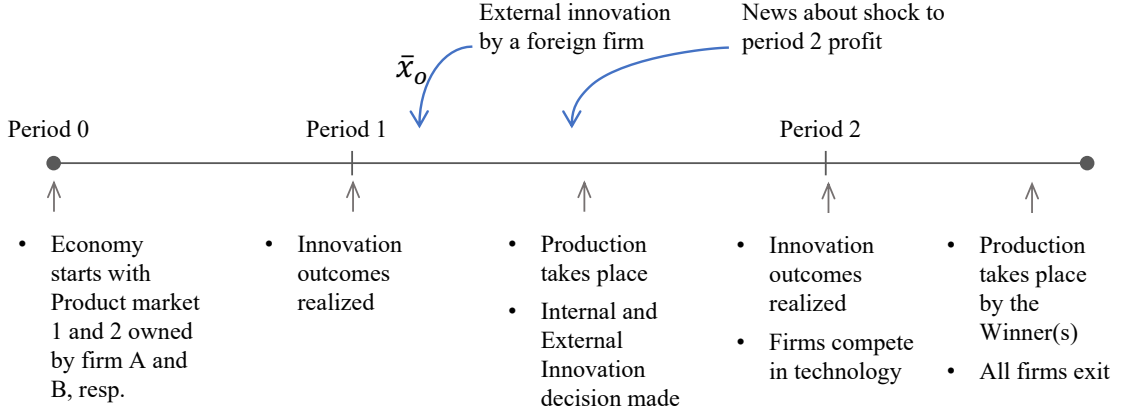 External innovation
by a foreign firm
News about shock to
period 2 profit
x̄ₒ
Period 0
Period 1
Period 2
• Economy
starts with
Product market
1 and 2 owned
by firm A and
B, resp.
• Innovation
outcomes
realized
• Production
takes place
• Internal and
External
Innovation
decision made
• Innovation
outcomes
realized
• Firms compete
in technology
• Production
takes place
by the
Winner(s)
• All firms exit